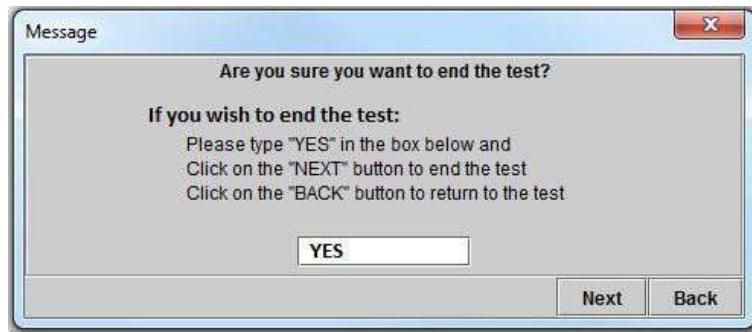 Message
Are you sure you want to end the test?
If you wish to end the test:
Please type "YES" in the box below and
Click on the "NEXT" button to end the test
Click on the "BACK" button to return to the test
YES
Next Back